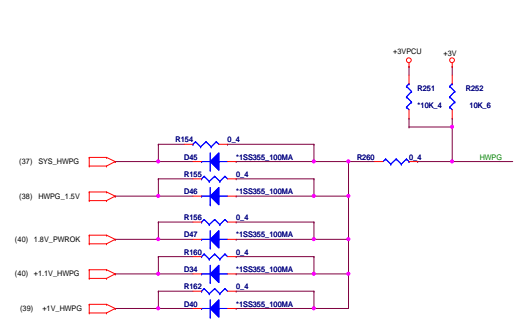 +3VPCU +3V
R251 R252
*10K_4 10K_6
R154 0_4
(37) SYS_HWPG D45 *1SS355_100MA R260 0_4 HWPG
R155 0_4
(38) HWPG_1.5V D46 *1SS355_100MA
R156 0_4
(40) 1.8V_PWROK D47 *1SS355_100MA
R160 0_4
(40) +1.1V_HWPG D34 *1SS355_100MA
R162 0_4
(39) +1V_HWPG D40 *1SS355_100MA